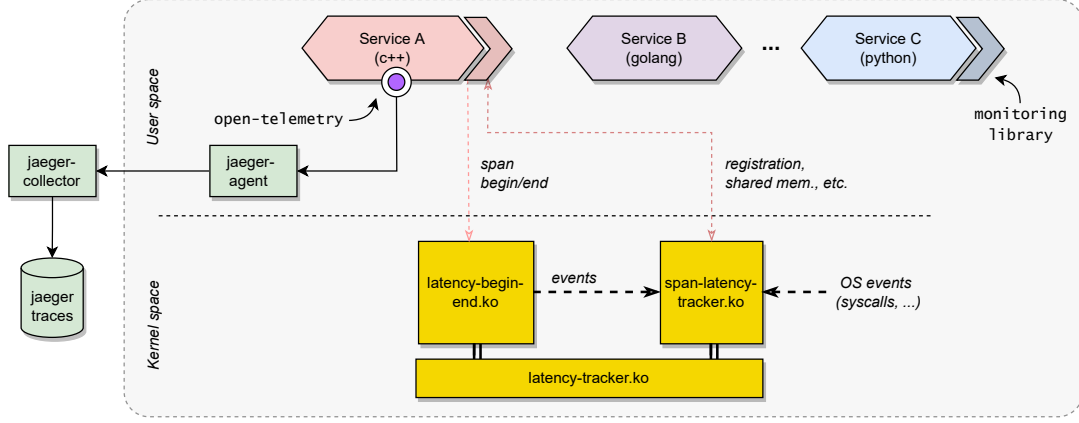 Service A
(c++)
Service B
(golang)
...
Service C
(python)
User space
open-telemetry
monitoring
library
jaeger-
collector
jaeger-
agent
span
begin/end
registration,
shared mem., etc.
Kernel space
jaeger
traces
latency-begin-
end.ko
events
span-latency-
tracker.ko
OS events
(syscalls, ...)
latency-tracker.ko